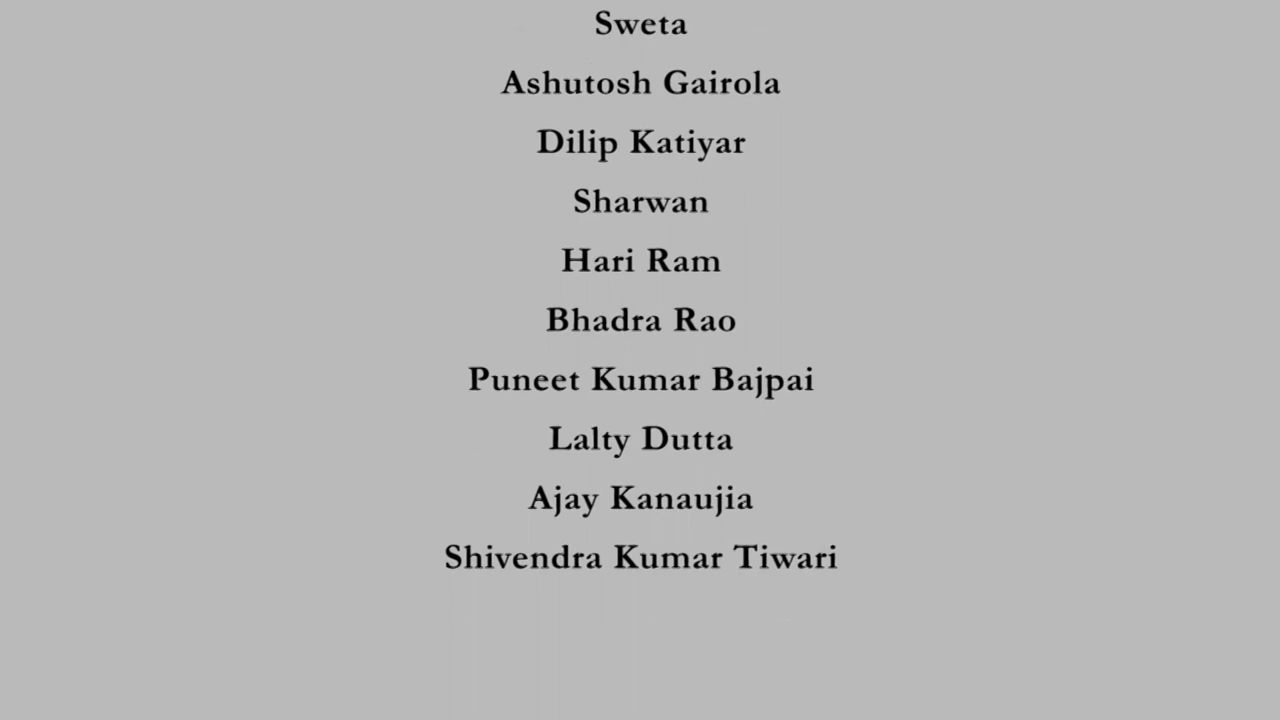 Sweta
Ashutosh Gairola
Dilip Katiyar
Sharwan
Hari Ram
Bhadra Rao
Puneet Kumar Bajpai
Lalty Dutta
Ajay Kanaujia
Shivendra Kumar Tiwari